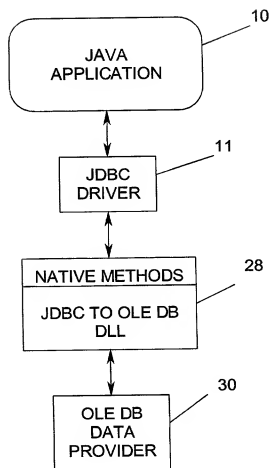 10
JAVA
APPLICATION
11
JDBC
DRIVER
NATIVE METHODS
28
JDBC TO OLE DB
DLL
30
OLE DB
DATA
PROVIDER